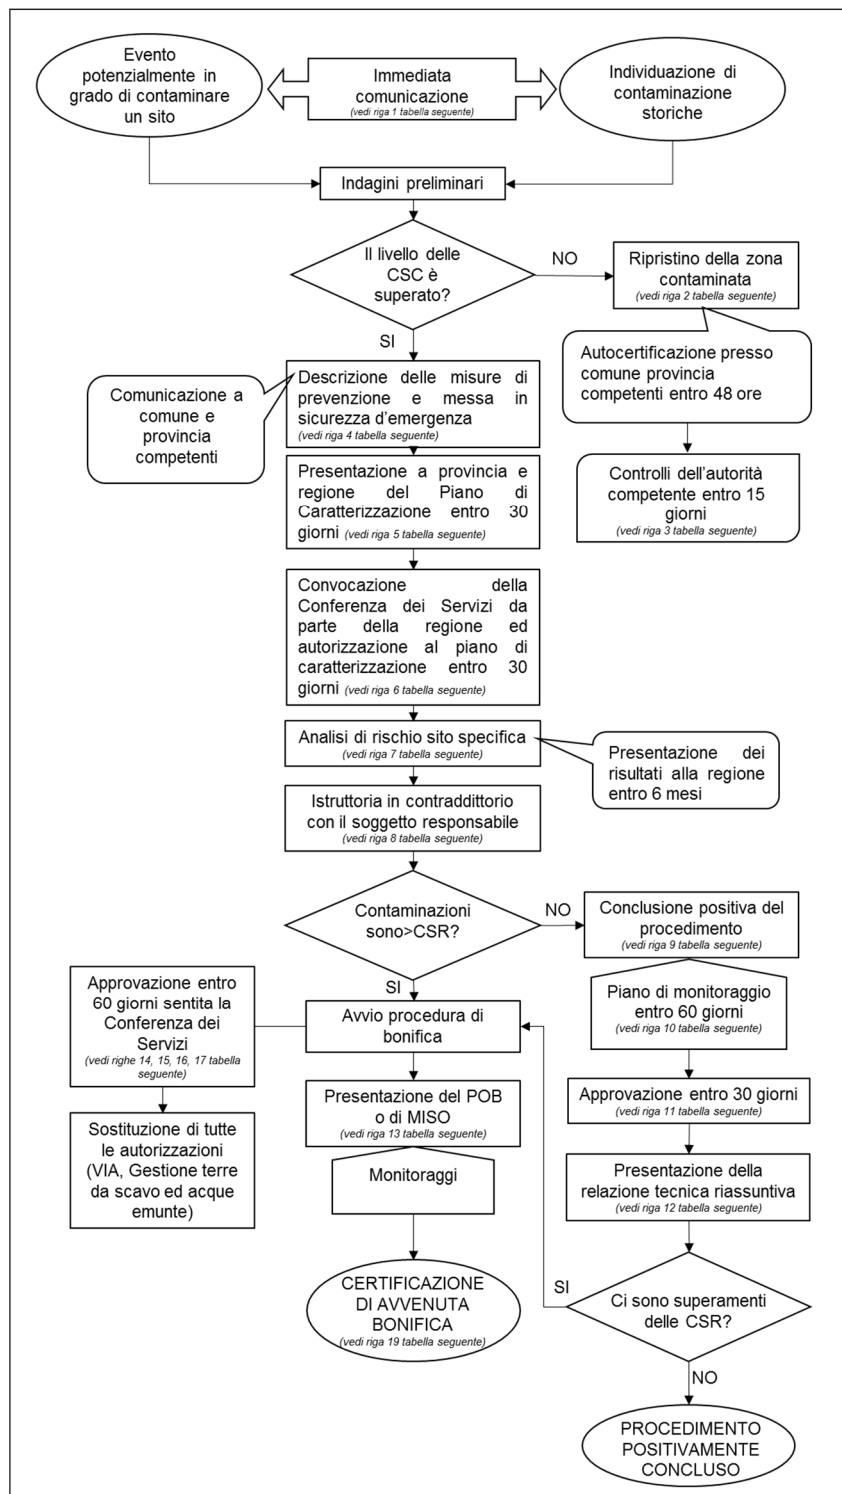 Evento
potenzialmente in
grado di contaminare
un sito
Immediata
comunicazione
(vedi riga 1 tabella seguente)
Individuazione di
contaminazione
storiche
Indagini preliminari
Il livello delle
CSC è
superato?
NO
Ripristino della zona
contaminata
(vedi riga 2 tabella seguente)
SI
Autocertificazione presso
comune provincia
competenti entro 48 ore
Comunicazione a
comune e
provincia
competenti
Descrizione delle misure di
prevenzione e messa in
sicurezza d'emergenza
(vedi riga 4 tabella seguente)
Controlli dell'autorità
competente entro 15
giorni
(vedi riga 3 tabella seguente)
Presentazione a provincia e
regione del Piano di
Caratterizzazione entro 30
giorni (vedi riga 5 tabella seguente)
Convocazione della
Conferenza dei Servizi da
parte della regione ed
autorizzazione al piano di
caratterizzazione entro 30
giorni (vedi riga 6 tabella seguente)
Analisi di rischio sito specifica
(vedi riga 7 tabella seguente)
Presentazione dei
risultati alla regione
entro 6 mesi
Istruttoria in contraddittorio
con il soggetto responsabile
(vedi riga 8 tabella seguente)
Contaminazioni
sono>CSR?
NO
Conclusione positiva del
procedimento
(vedi riga 9 tabella seguente)
SI
Approvazione entro
60 giorni sentita la
Conferenza dei
Servizi
(vedi righe 14, 15, 16, 17 tabella
seguente)
Avvio procedura di
bonifica
Piano di monitoraggio
entro 60 giorni
(vedi riga 10 tabella seguente)
Presentazione del POB
o di MISO
(vedi riga 13 tabella seguente)
Approvazione entro 30 giorni
(vedi riga 11 tabella seguente)
Sostituzione di tutte
le autorizzazioni
(VIA, Gestione terre
da scavo ed acque
emunte)
Monitoraggi
Presentazione della
relazione tecnica riassuntiva
(vedi riga 12 tabella seguente)
CERTIFICAZIONE
DI AVVENUTA
BONIFICA
(vedi riga 19 tabella seguente)
SI
Ci sono superamenti
delle CSR?
NO
PROCEDIMENTO
POSITIVAMENTE
CONCLUSO